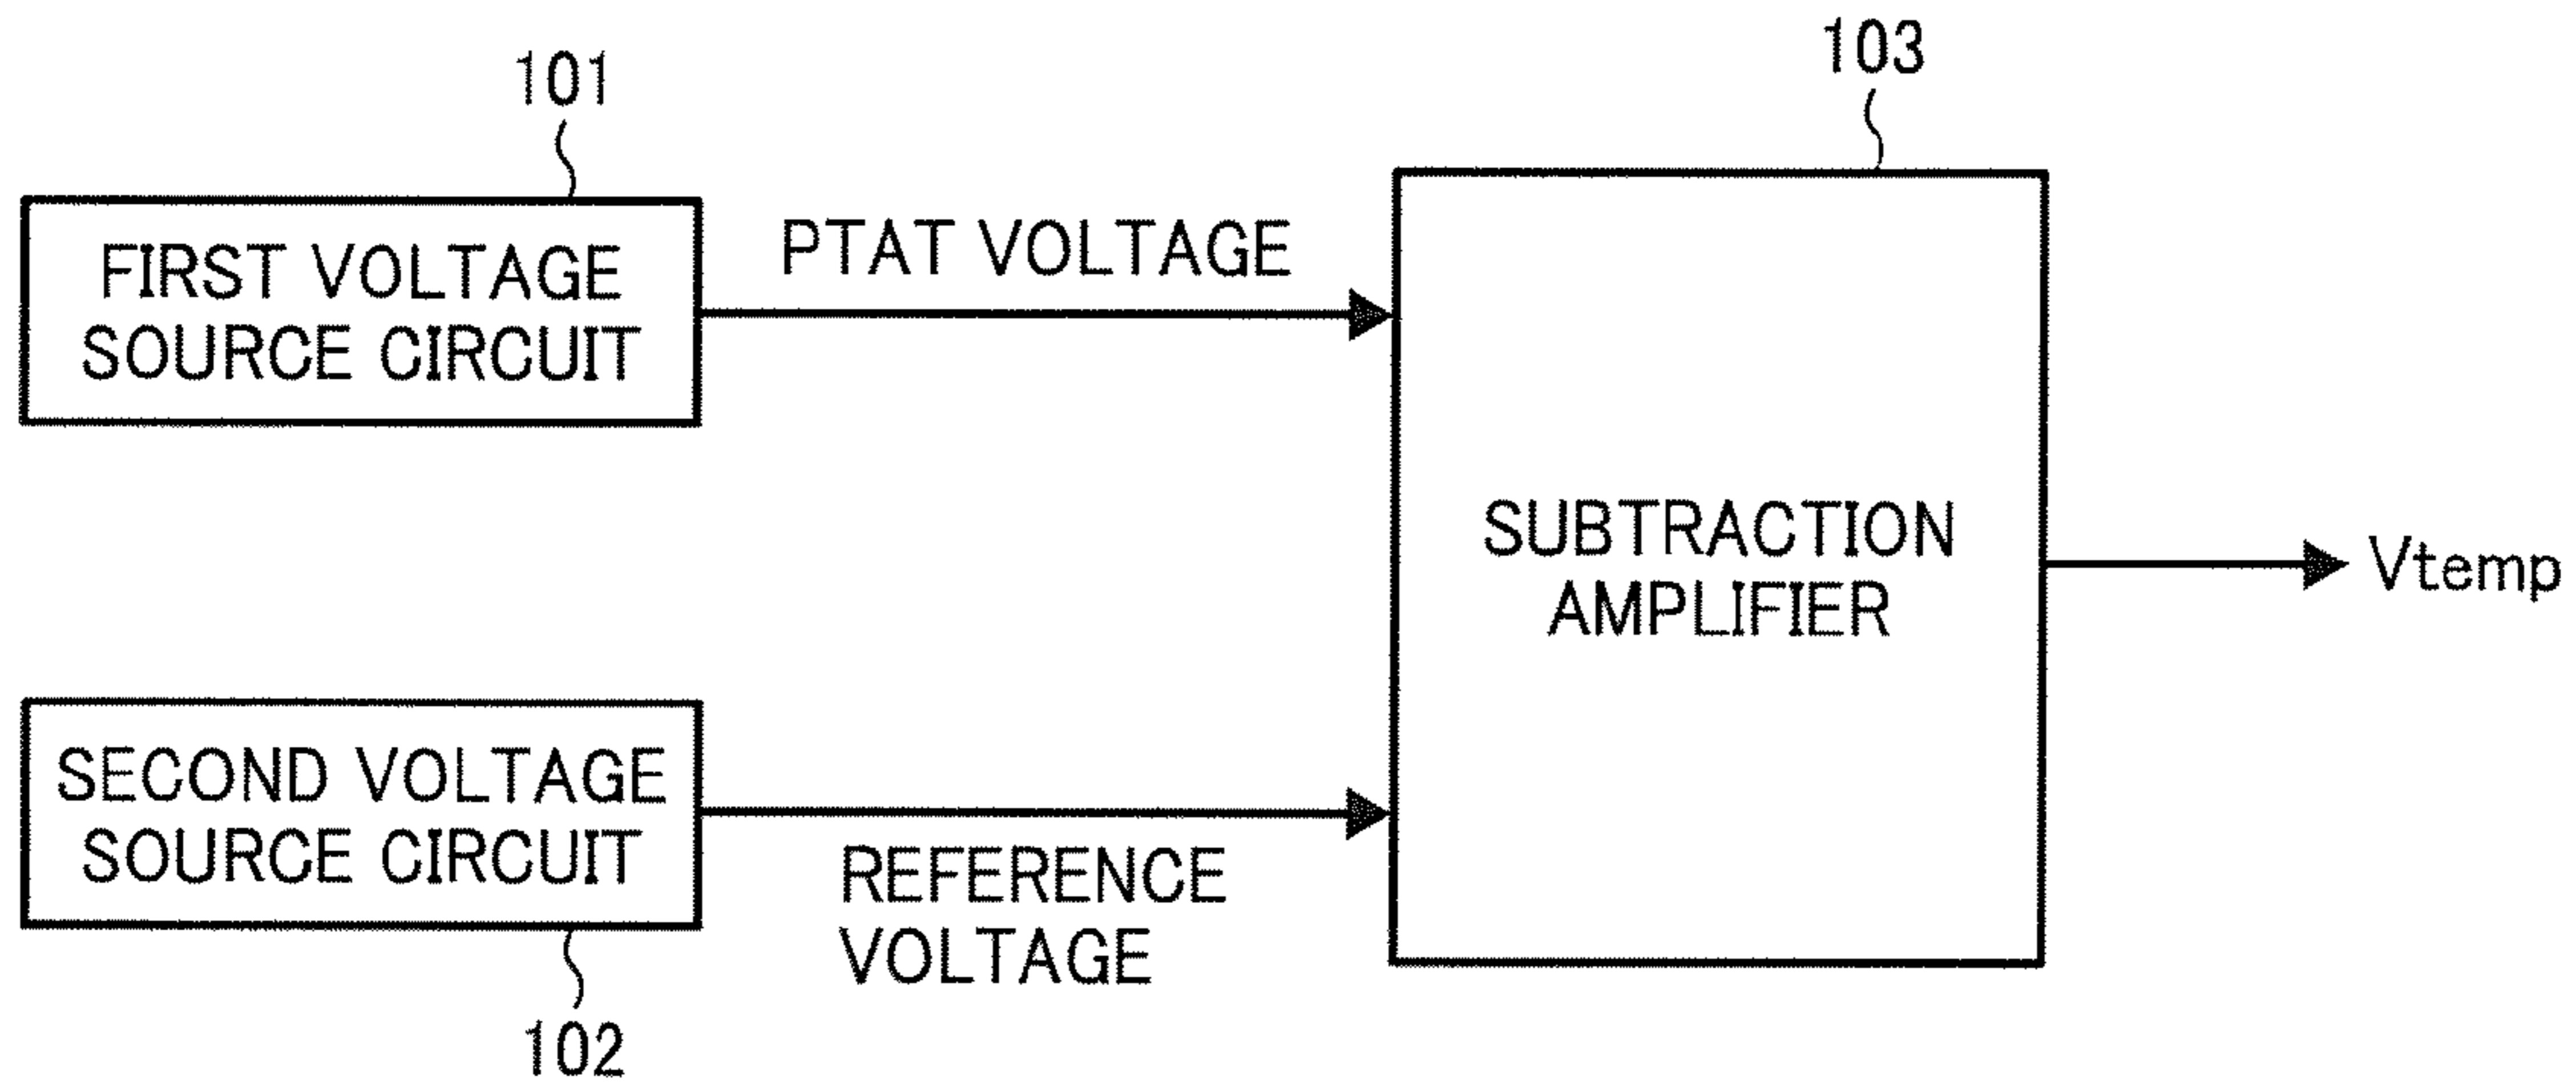 101
FIRST VOLTAGE
SOURCE CIRCUIT
PTAT VOLTAGE
103
SUBTRACTION
AMPLIFIER
Vtemp
SECOND VOLTAGE
SOURCE CIRCUIT
102
REFERENCE
VOLTAGE